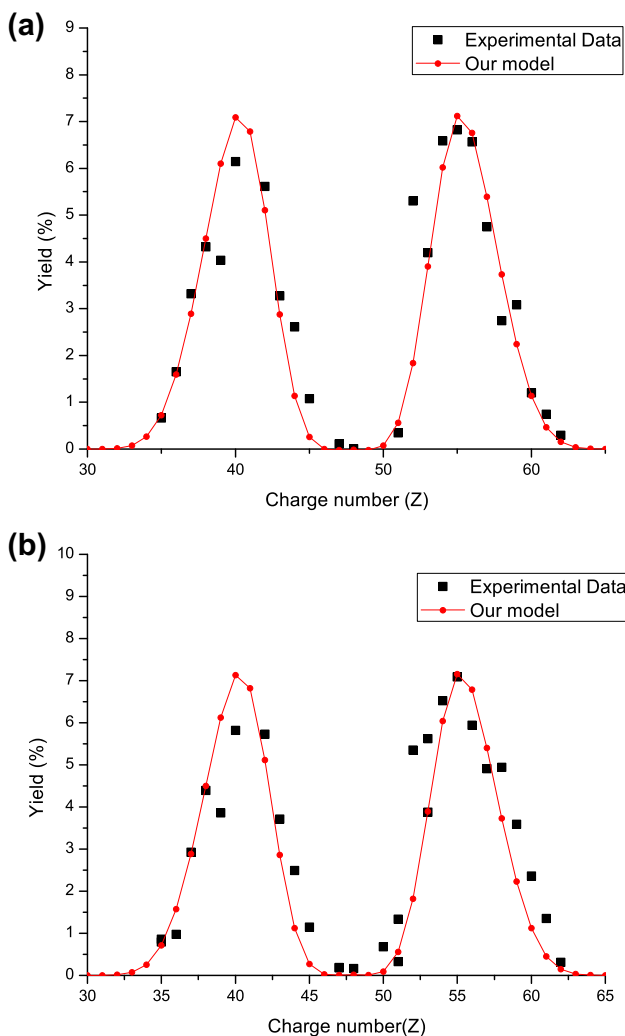 (a)
9
8
7
6
5
4
3
2
1
0
Yield (%)
Experimental Data
Our model
30 40 50 60
Charge number (Z)
(b)
10
9
8
7
6
5
4
3
2
1
0
Yield (%)
Experimental Data
Our model
30 35 40 45 50 55 60 65
Charge number(Z)